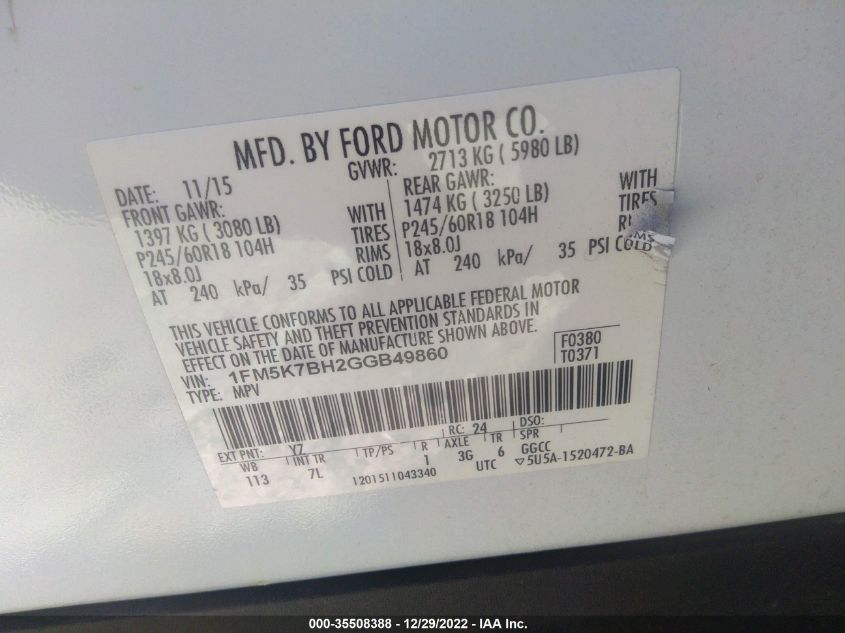 MFD. BY FORD MOTOR CO.
DATE: 11/15 GVWR: 2713 KG ( 5980 LB)
FRONT GAWR: REAR GAWR:
1397 KG ( 3080 LB) WITH 1474 KG ( 3250 LB) WITH
P245/60R18 104H TIRES P245/60R18 104H TIRES
18x8.0J RIMS 18x8.0J RIMS
AT 240 kPa/ 35 PSI COLD AT 240 kPa/ 35 PSI COLD
THIS VEHICLE CONFORMS TO ALL APPLICABLE FEDERAL MOTOR
VEHICLE SAFETY AND THEFT PREVENTION STANDARDS IN
EFFECT ON THE DATE OF MANUFACTURE SHOWN ABOVE.
VIN: 1FM5K7BH2GGB49860 F0380
TYPE: MPV T0371
EXT PNT: YZ RC: 24 DSO:
WB INT TR TP/PS R AXLE TR SPR
113 7L 1 3G 6 GGCC
1201511043340 UTC ▽5U5A-1520472-BA
000-35508388 - 12/29/2022 - IAA Inc.